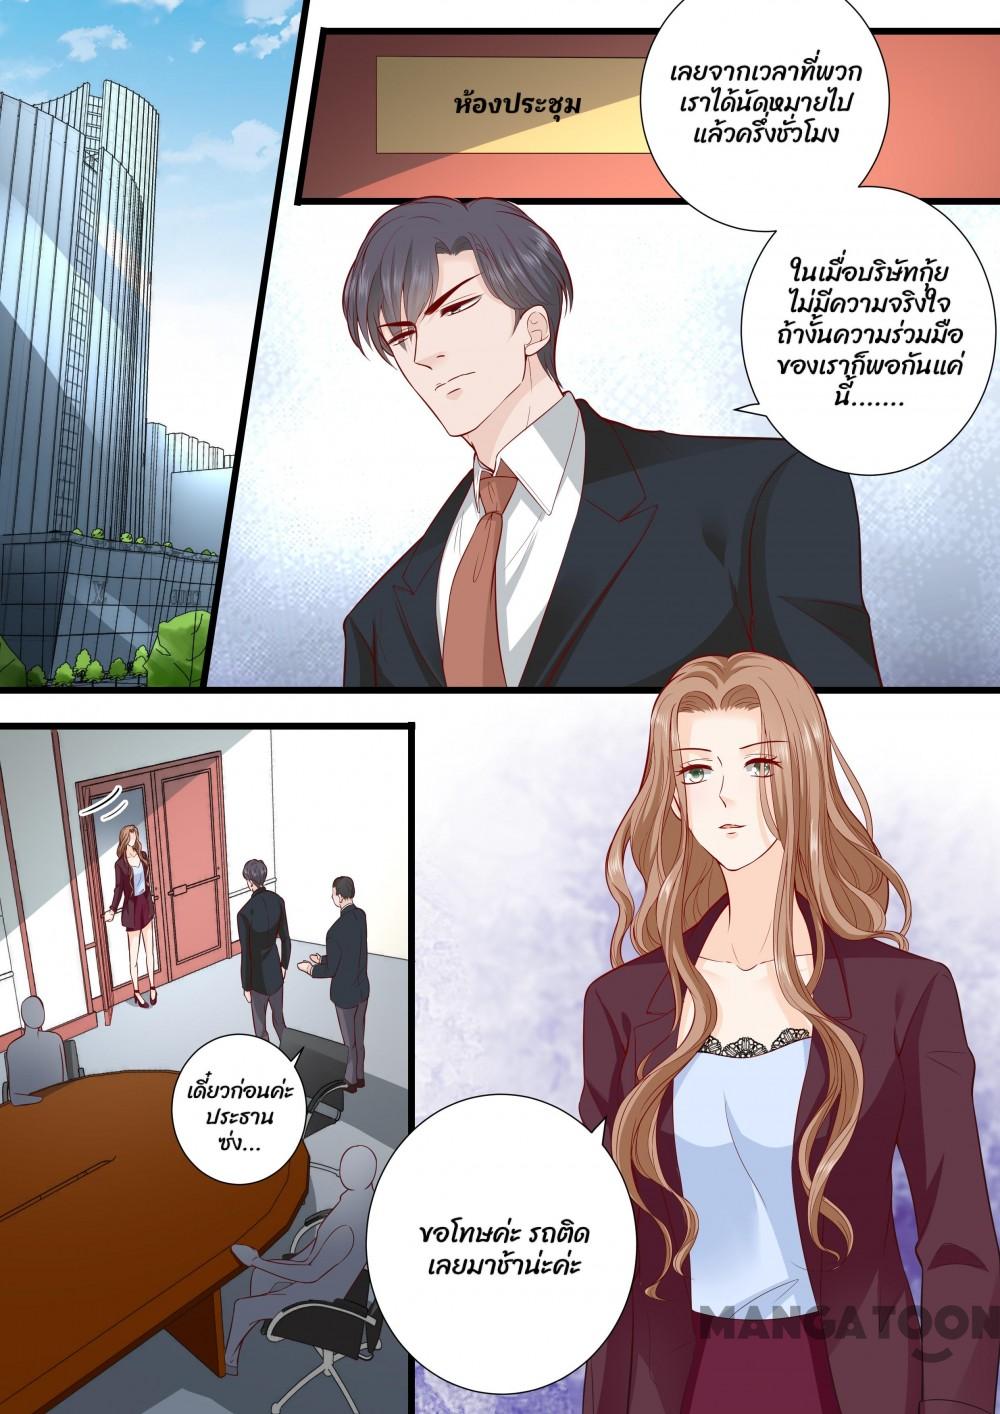 ห้องประชุม
เลยจากเวลาที่พวก
เราได้นัดหมายไป
แล้วครึ่งชั่วโมง
ในเมื่อบริษัทกุ้ย
ไม่มีความจริงใจ
ถ้างั้นความร่วมมือ
ของเราก็พอกันแค่
นี้.......
เดี๋ยวก่อนค่ะ
ประธาน
ซ่ง...
ขอโทษค่ะ รถติด
เลยมาช้าน่ะค่ะ
MANGATOON